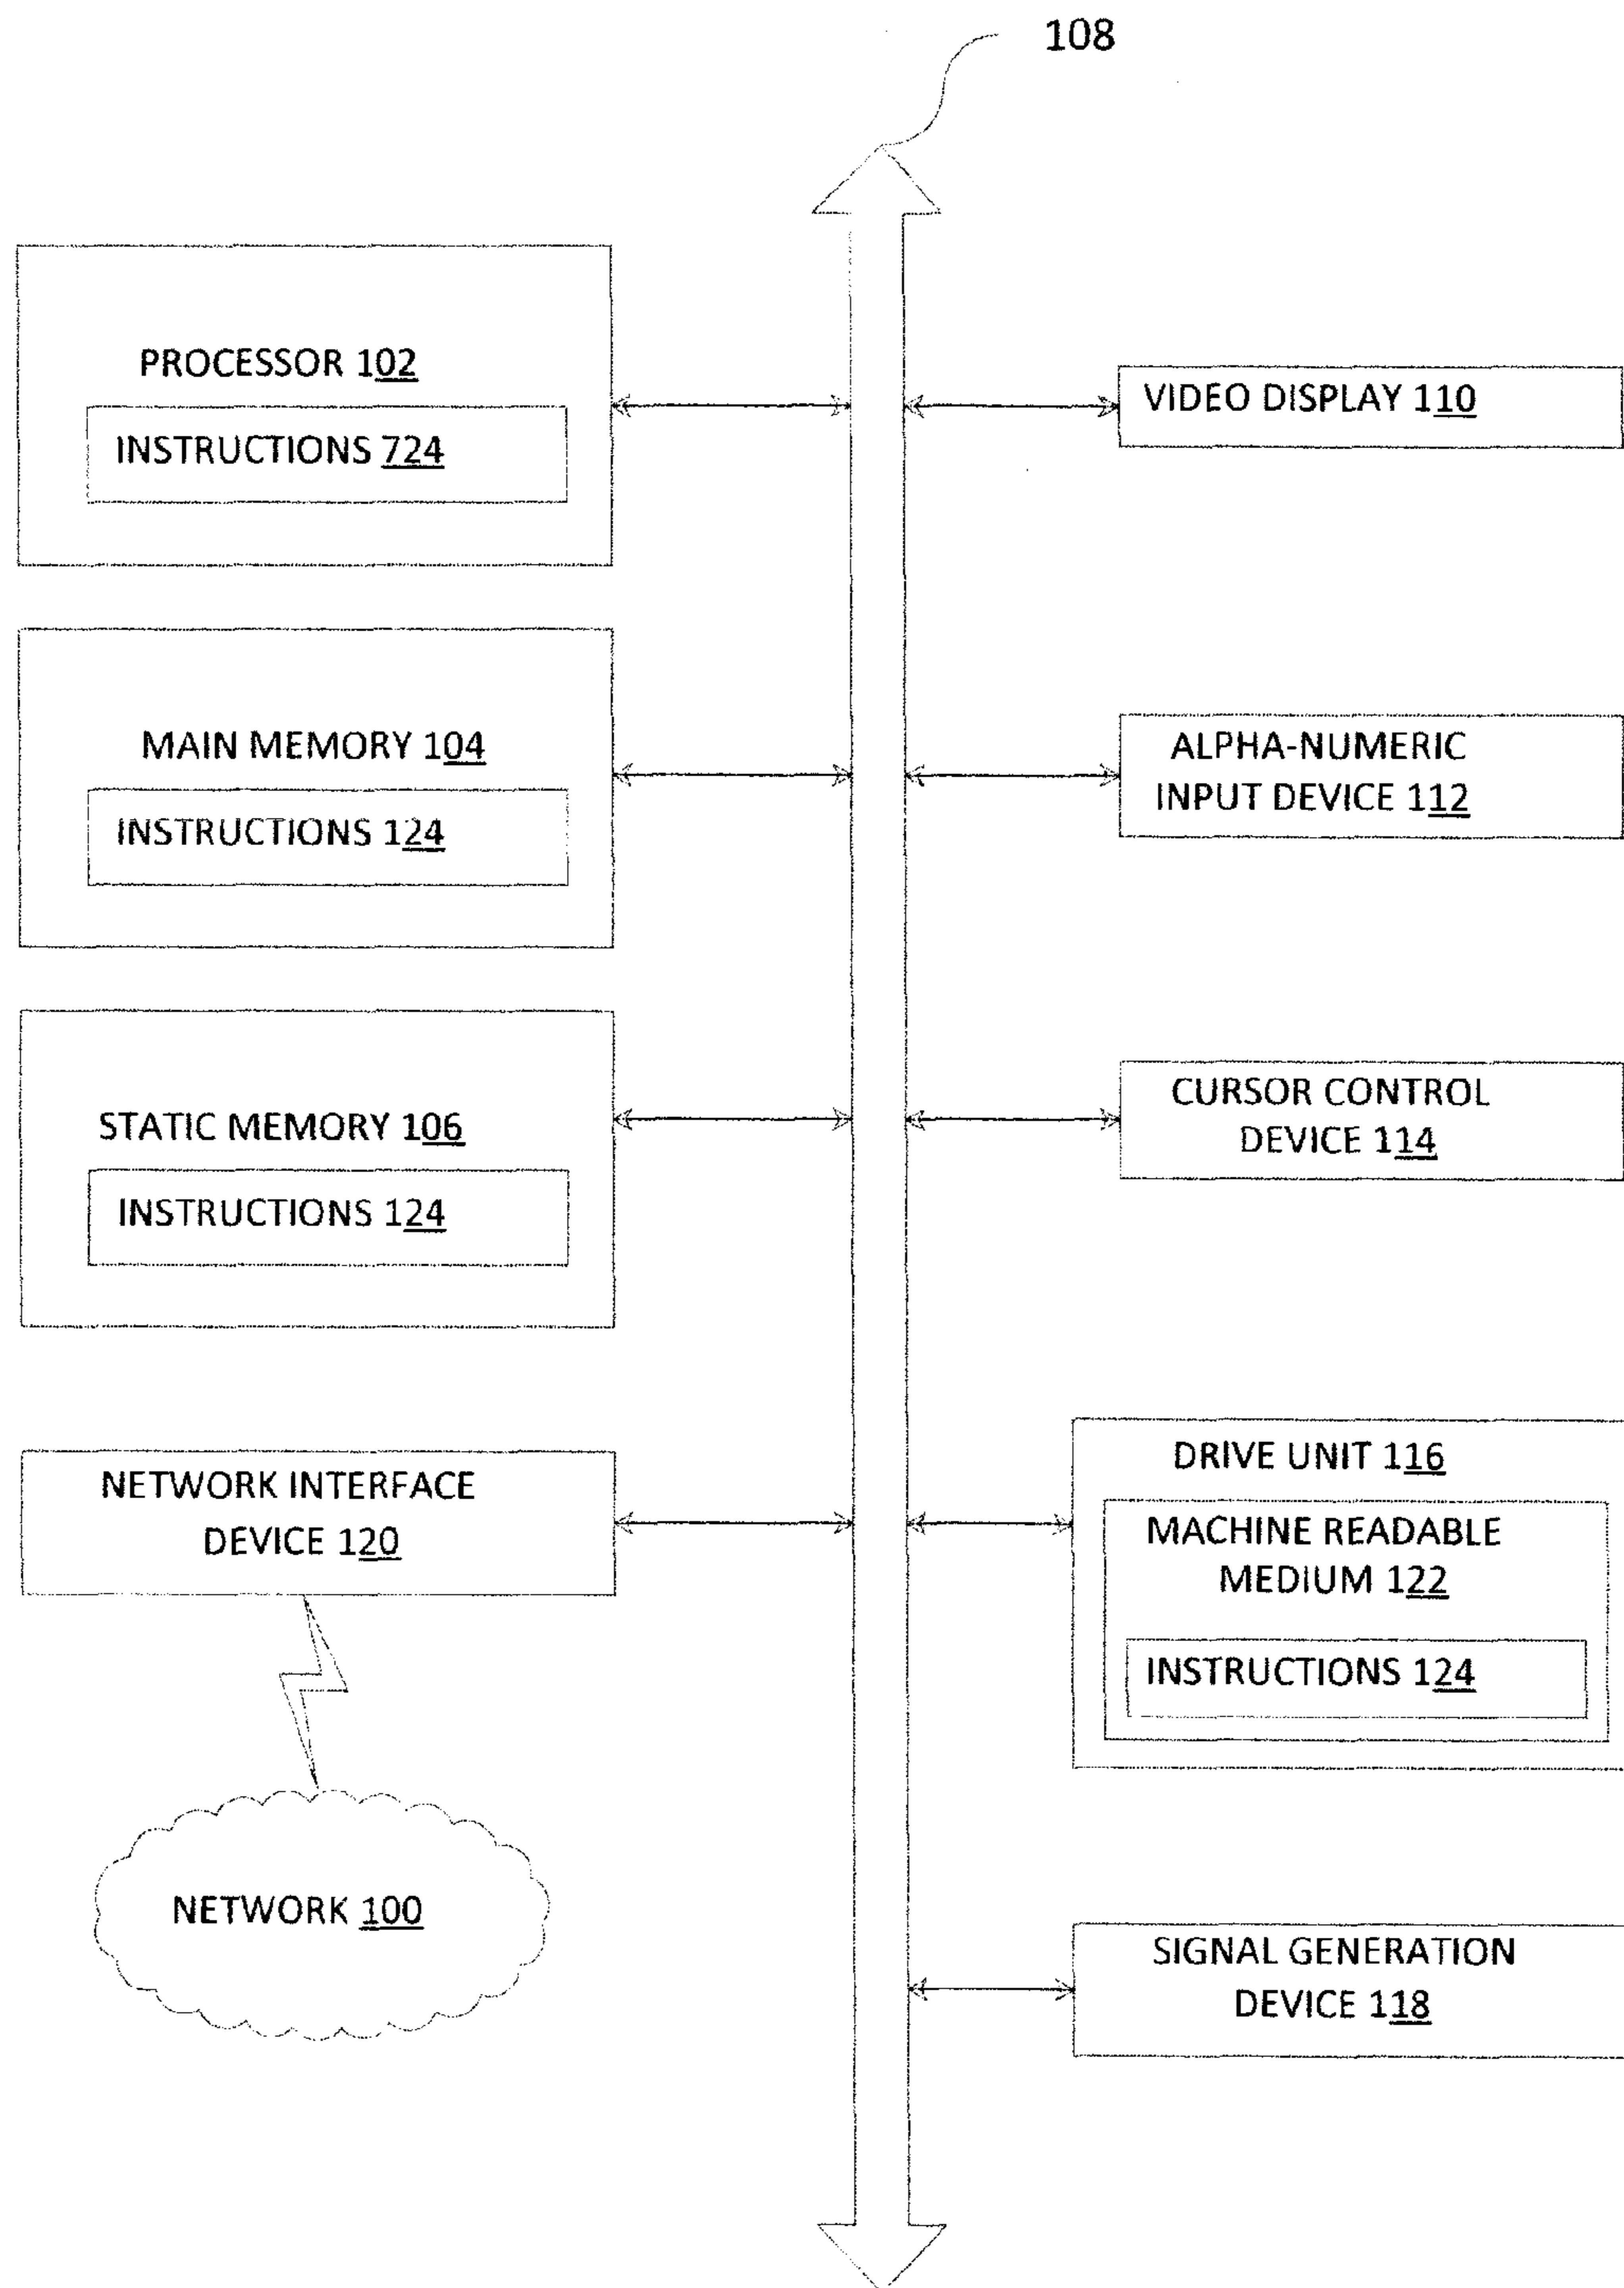 108
PROCESSOR 102
INSTRUCTIONS 724
VIDEO DISPLAY 110
MAIN MEMORY 104
INSTRUCTIONS 124
ALPHA-NUMERIC
INPUT DEVICE 112
STATIC MEMORY 106
INSTRUCTIONS 124
CURSOR CONTROL
DEVICE 114
NETWORK INTERFACE
DEVICE 120
DRIVE UNIT 116
MACHINE READABLE
MEDIUM 122
INSTRUCTIONS 124
NETWORK 100
SIGNAL GENERATION
DEVICE 118